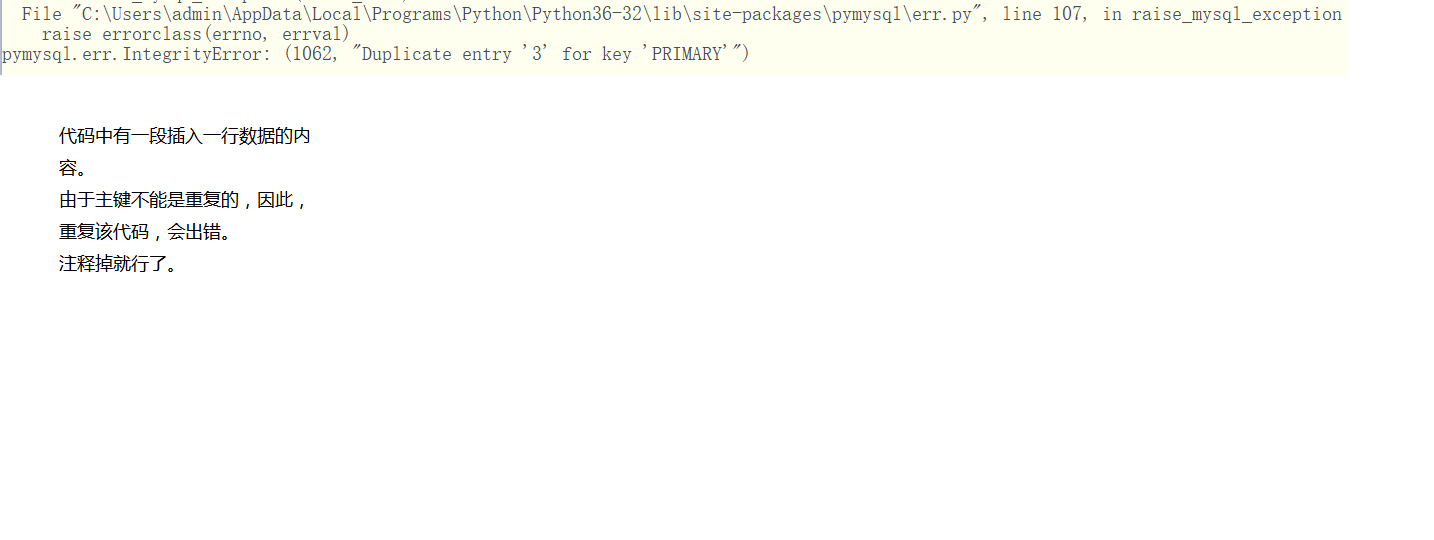 File "C:\Users\admin\AppData\Local\Programs\Python\Python36-32\lib\site-packages\pymysql\err.py", line 107, in raise_mysql_exception
raise errorclass(errno, errval)
pymysql.err.IntegrityError: (1062, "Duplicate entry '3' for key 'PRIMARY'")
代码中有一段插入一行数据的内
容。
由于主键不能是重复的，因此，
重复该代码，会出错。
注释掉就行了。